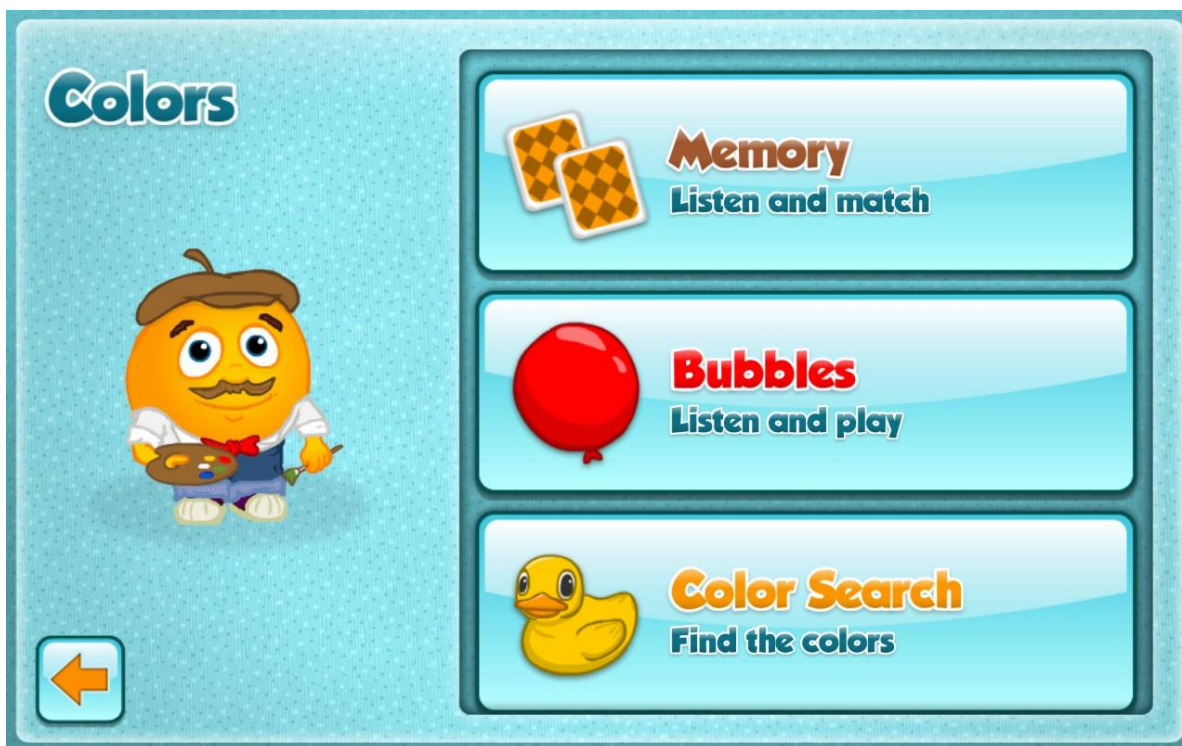 Colors
Memory
Listen and match
Bubbles
Listen and play
Color Search
Find the colors